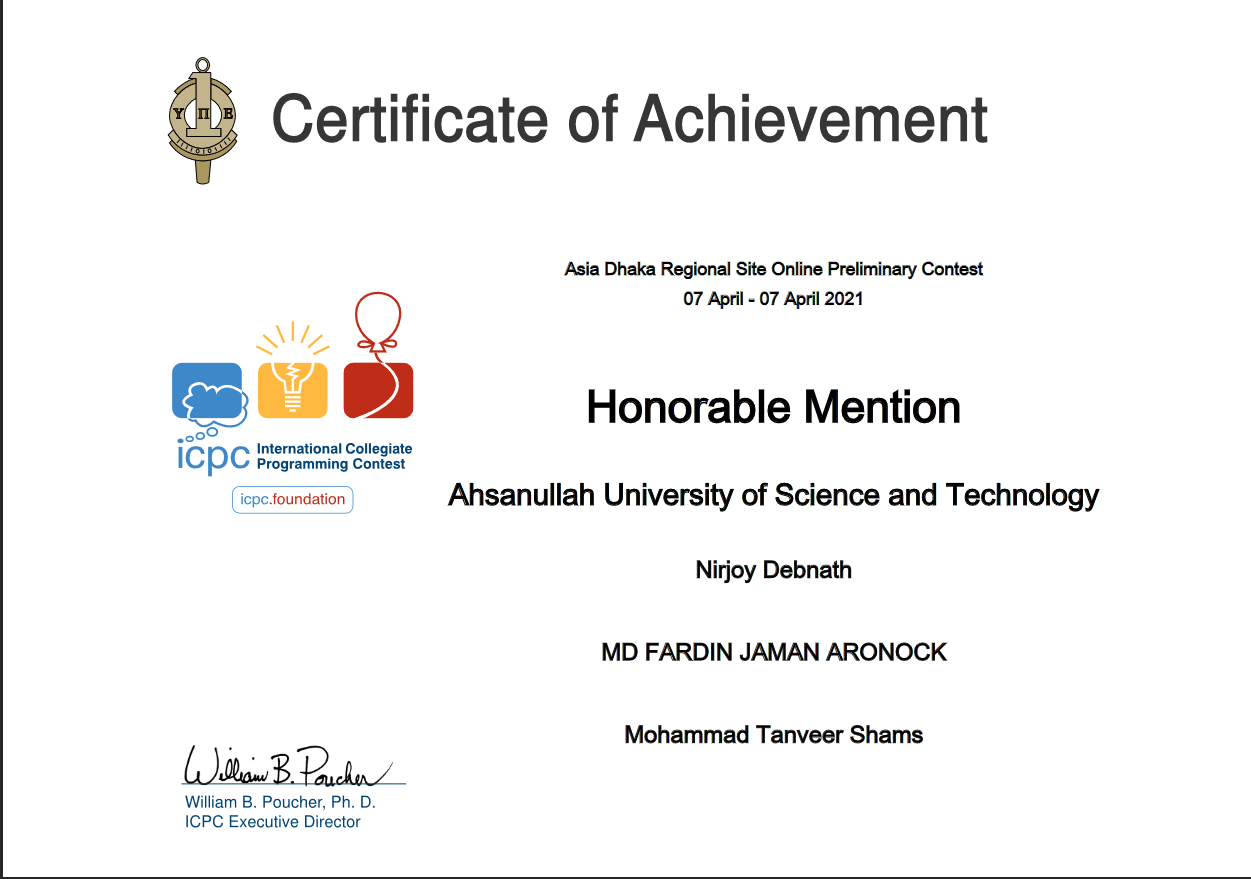 Υ Π Ε
Certificate of Achievement
Asia Dhaka Regional Site Online Preliminary Contest
07 April - 07 April 2021
Honorable Mention
Ahsanullah University of Science and Technology
Nirjoy Debnath
MD FARDIN JAMAN ARONOCK
Mohammad Tanveer Shams
icpc International Collegiate
Programming Contest
icpc.foundation
William B. Poucher
William B. Poucher, Ph. D.
ICPC Executive Director